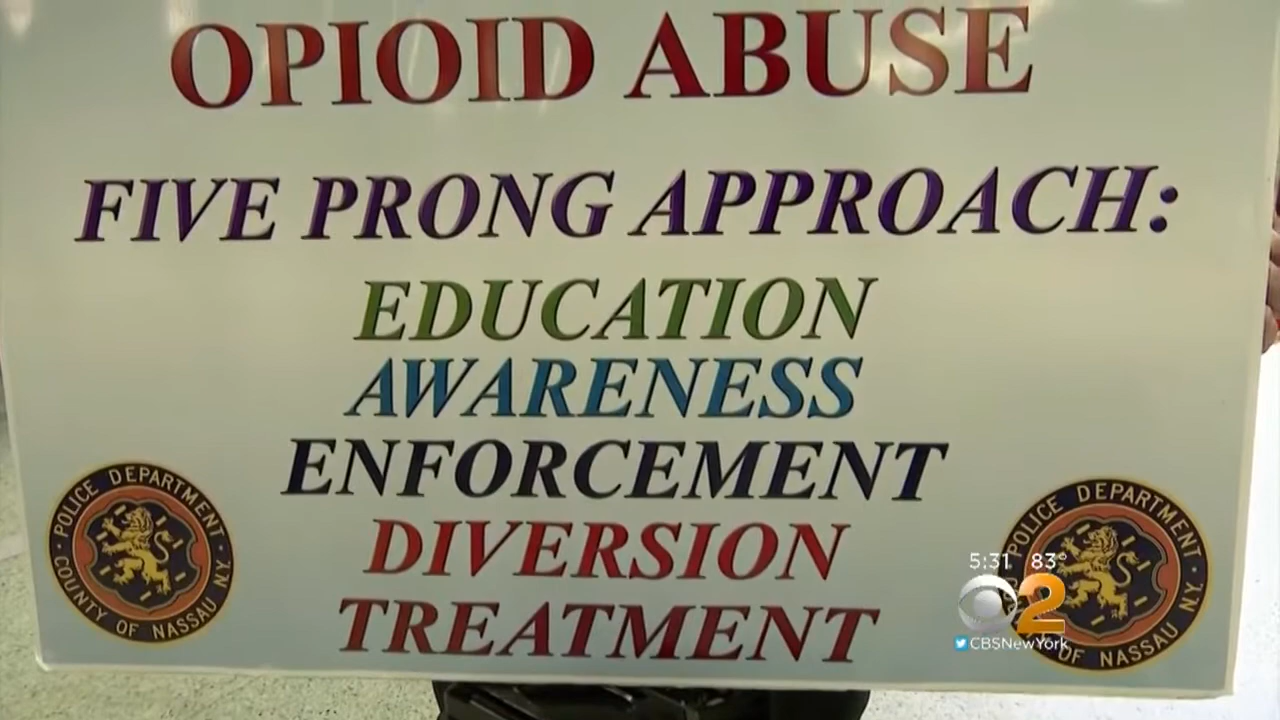 OPIOID ABUSE
FIVE PRONG APPROACH:
EDUCATION
AWARENESS
ENFORCEMENT
DIVERSION
TREATMENT
POLICE DEPARTMENT
COUNTY OF NASSAU N.Y.
POLICE DEPARTMENT
OF NASSAU N.Y.
5:31 83°
2
CBSNewYork